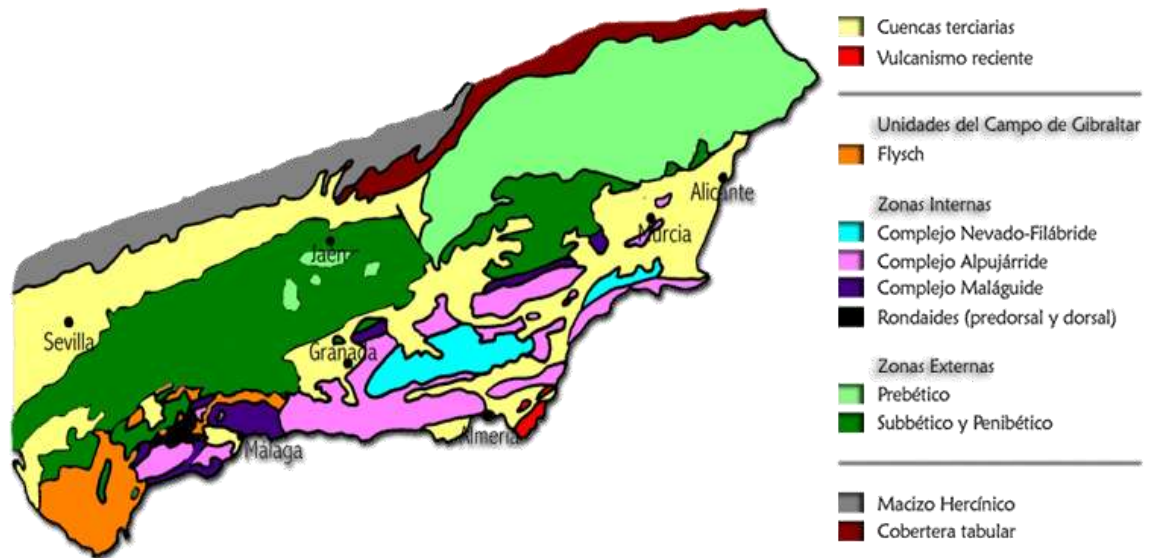 Cuencas terciarias
Vulcanismo reciente
Unidades del Campo de Gibraltar
Flysch
Zonas Internas
Complejo Nevado-Filábride
Complejo Alpujárride
Complejo Maláguide
Rondaides (predorsal y dorsal)
Zonas Externas
Prebético
Subbético y Penibético
Macizo Hercínico
Cobertera tabular
Alicante
Murcia
Jaén
Sevilla
Granada
Almería
Málaga